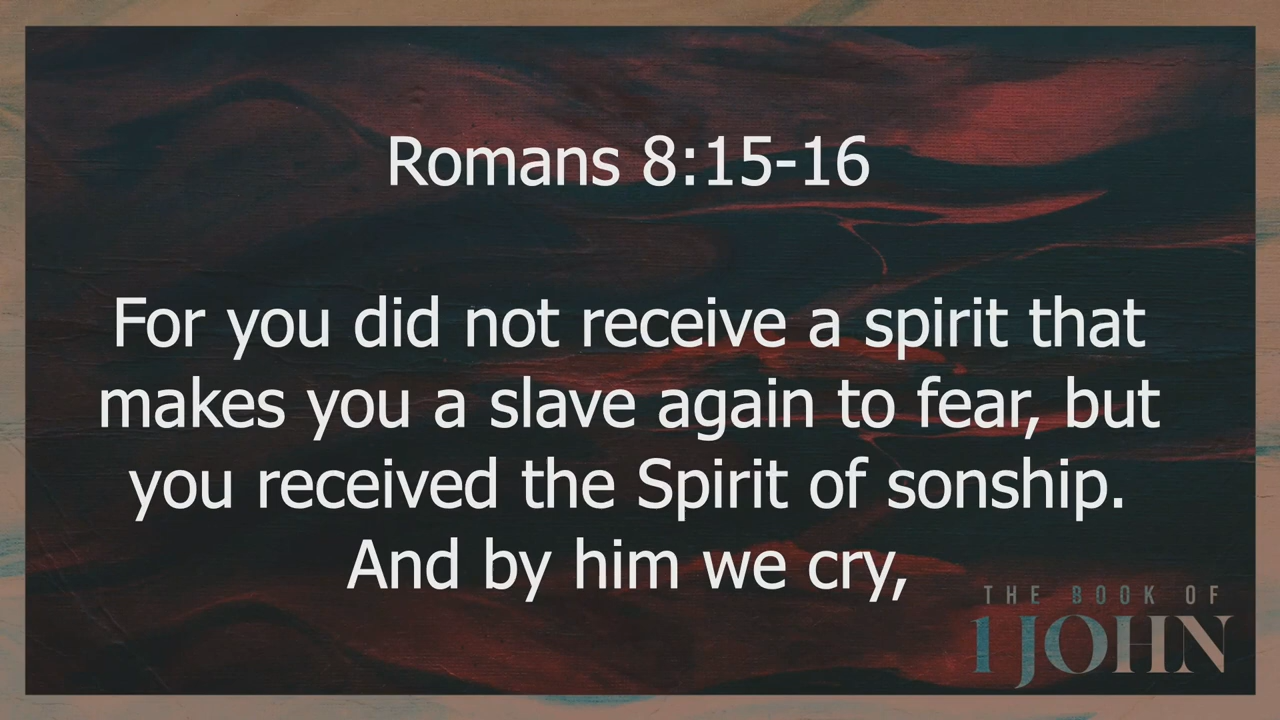 Romans 8:15-16
For you did not receive a spirit that
makes you a slave again to fear, but
you received the Spirit of sonship.
And by him we cry,
THE BOOK OF
1 JOHN